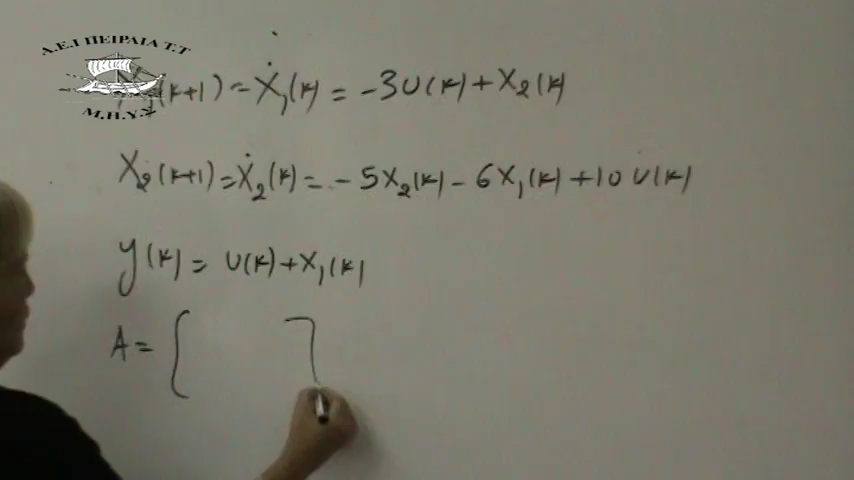 Α.Ε.Ι ΠΕΙΡΑΙΑ Τ.Τ
Μ.Η.Υ.Σ
(k+1) = Ẋ₁(k) = -3U(k) + X₂(k)
X₂(k+1) = Ẋ₂(k) = -5X₂(k) - 6X₁(k) + 10U(k)
y(k) = U(k) + X₁(k)
A = [ ]